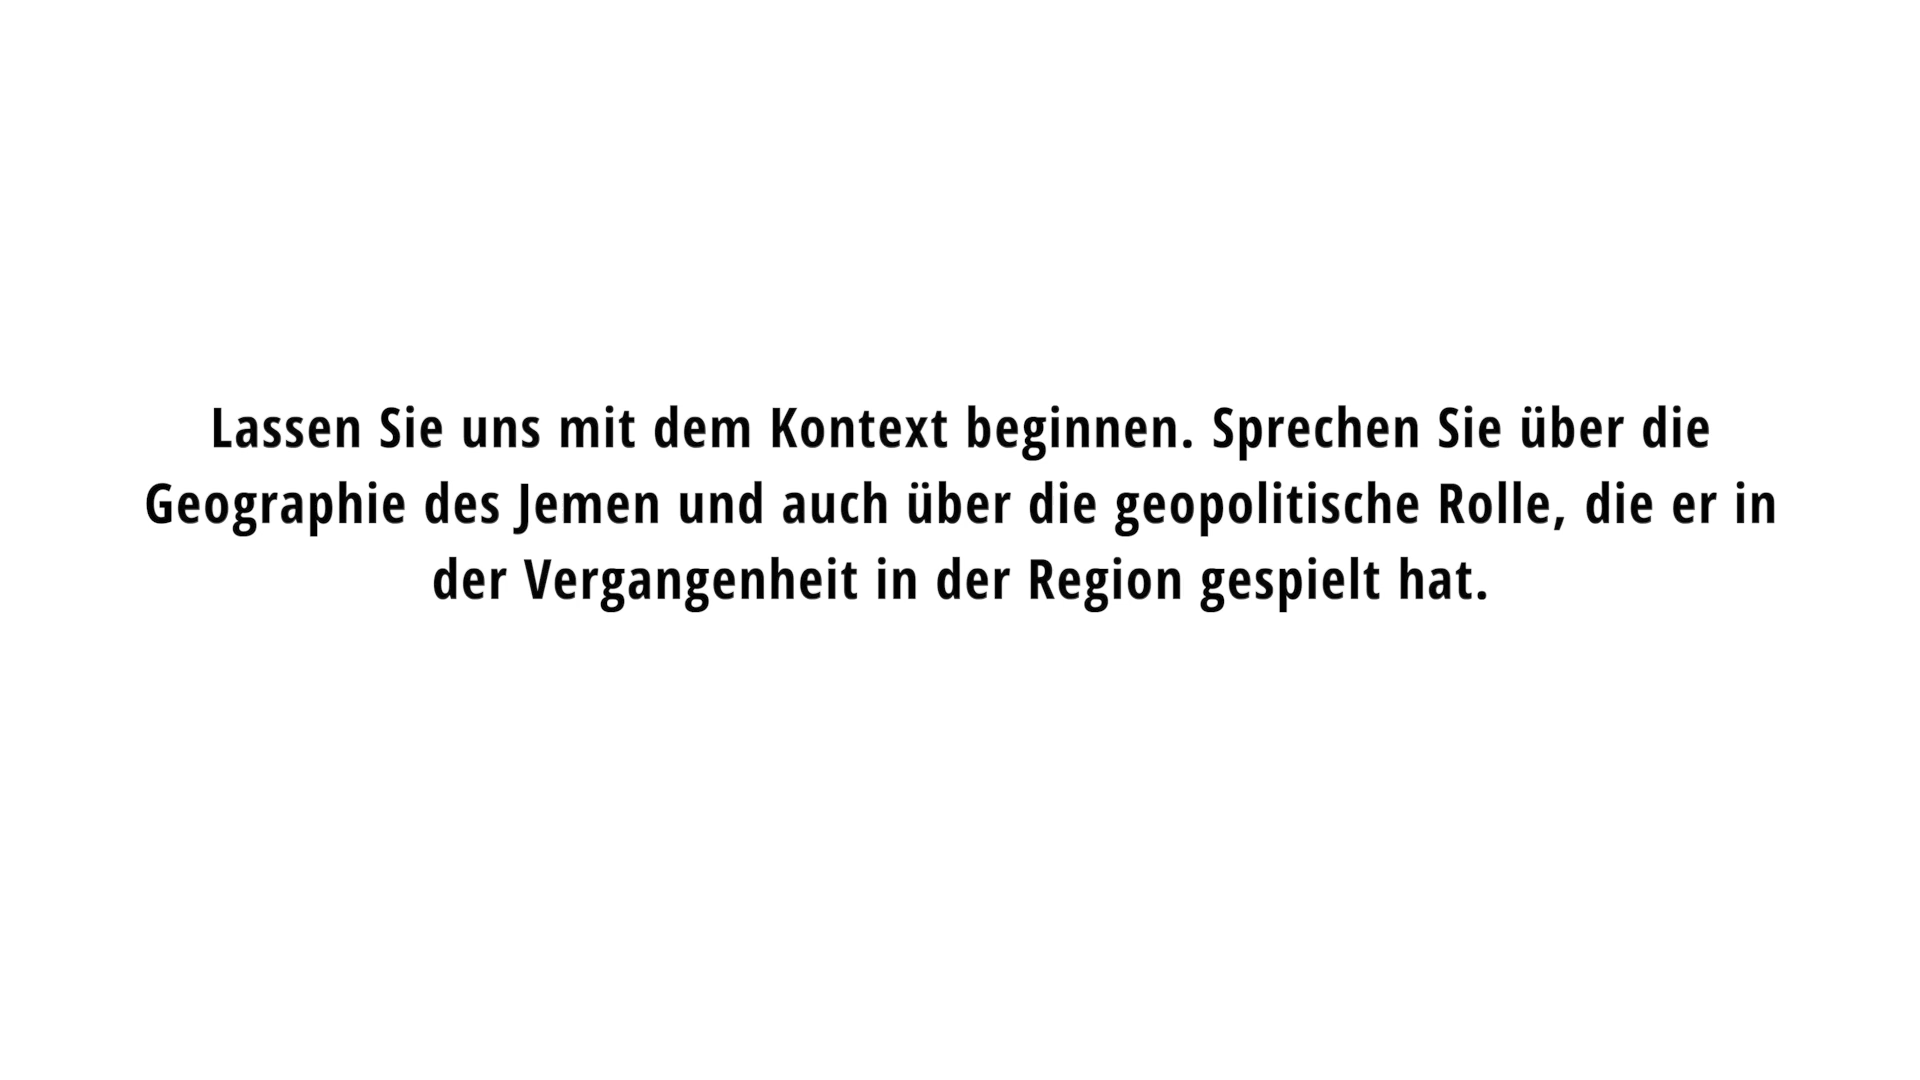 Lassen Sie uns mit dem Kontext beginnen. Sprechen Sie über die
Geographie des Jemen und auch über die geopolitische Rolle, die er in
der Vergangenheit in der Region gespielt hat.